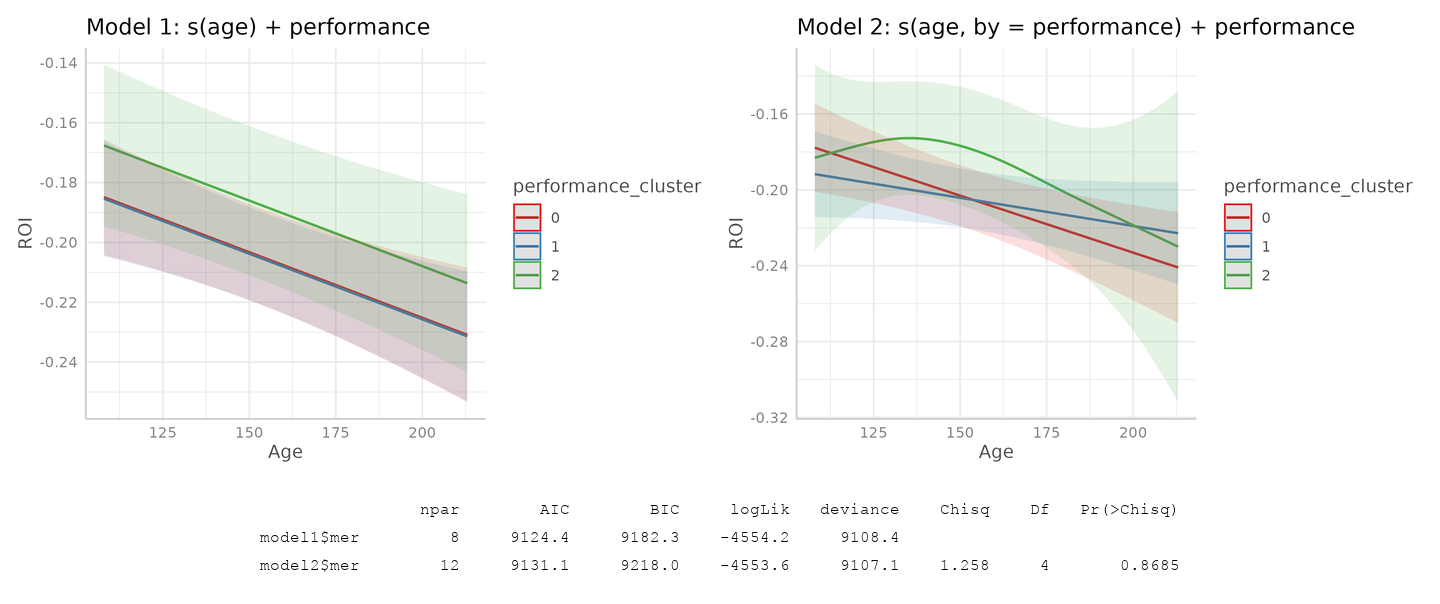 Model 1: s(age) + performance
-0.14
-0.16
-0.18
-0.20
-0.22
-0.24
ROI
125 150 175 200
Age
performance_cluster
0
1
2
Model 2: s(age, by = performance) + performance
-0.16
-0.20
-0.24
-0.28
-0.32
ROI
125 150 175 200
Age
performance_cluster
0
1
2
npar AIC BIC logLik deviance Chisq Df Pr(>Chisq)
model1$mer 8 9124.4 9182.3 -4554.2 9108.4
model2$mer 12 9131.1 9218.0 -4553.6 9107.1 1.258 4 0.8685